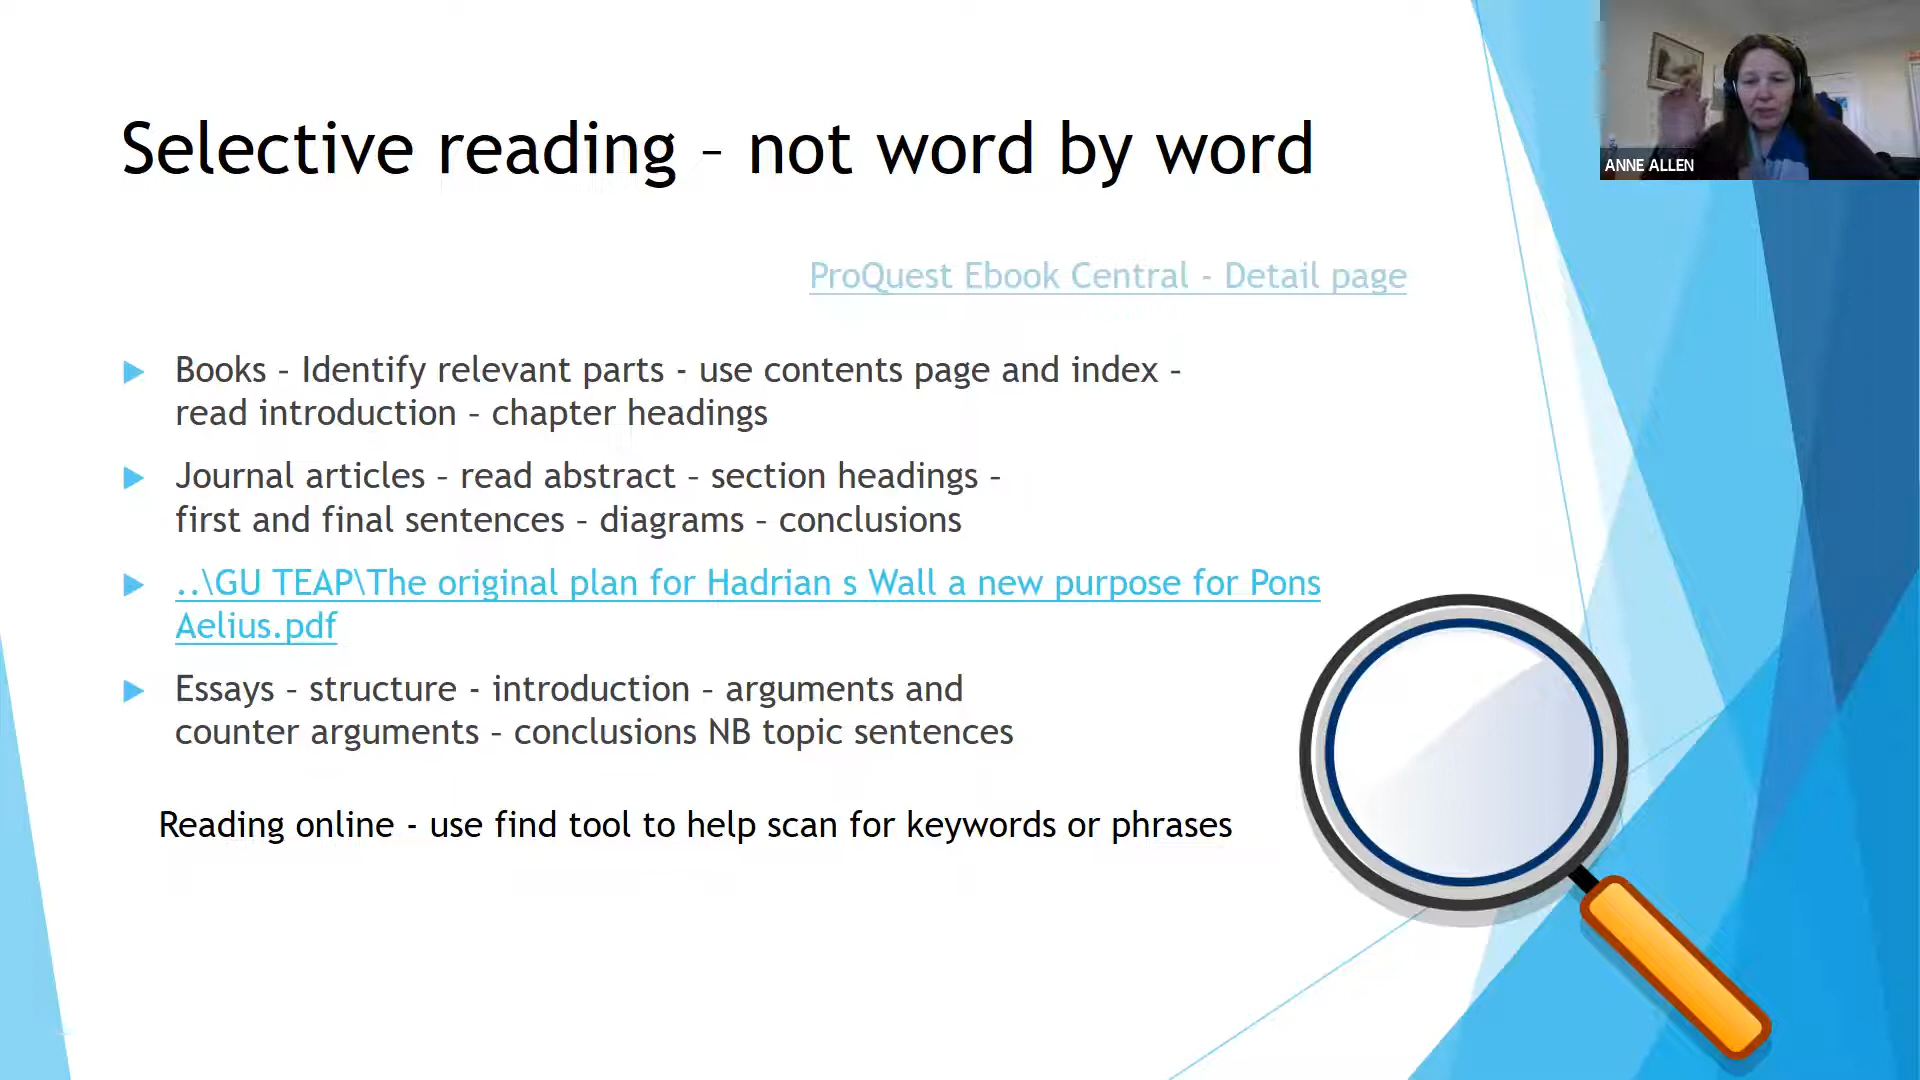 Selective reading – not word by word
ANNE ALLEN
ProQuest Ebook Central - Detail page
Books – Identify relevant parts - use contents page and index –
read introduction – chapter headings
Journal articles – read abstract – section headings –
first and final sentences – diagrams – conclusions
..\GU TEAP\The original plan for Hadrian s Wall a new purpose for Pons
Aelius.pdf
Essays – structure - introduction – arguments and
counter arguments – conclusions NB topic sentences
Reading online - use find tool to help scan for keywords or phrases